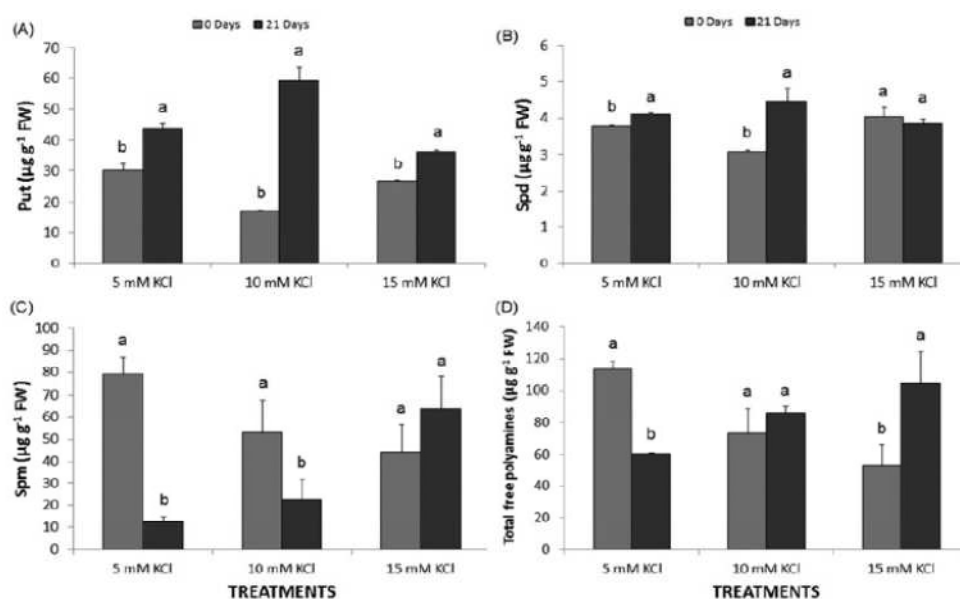 (A)
0 Days 21 Days
Put (µg g⁻¹ FW)
70
60
50
40
30
20
10
0
b a b a b a
5 mM KCl 10 mM KCl 15 mM KCl
(B)
0 Days 21 Days
Spd (µg g⁻¹ FW)
6
5
4
3
2
1
0
b a b a a a
5 mM KCl 10 mM KCl 15 mM KCl
(C)
Spm (µg g⁻¹ FW)
100
90
80
70
60
50
40
30
20
10
0
a b a b a a
5 mM KCl 10 mM KCl 15 mM KCl
TREATMENTS
(D)
Total free polyamines (µg g⁻¹ FW)
140
120
100
80
60
40
20
0
a b a a b a
5 mM KCl 10 mM KCl 15 mM KCl
TREATMENTS